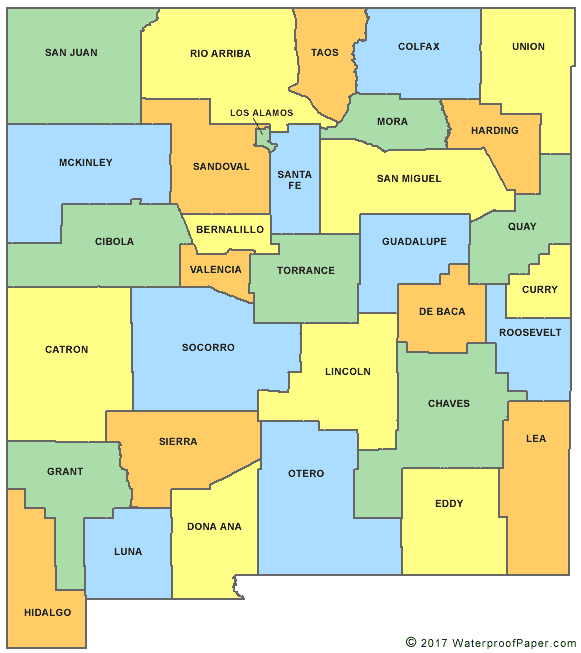 SAN JUAN
RIO ARRIBA
TAOS
COLFAX
UNION
LOS ALAMOS
MORA
HARDING
MCKINLEY
SANDOVAL
SANTA
FE
SAN MIGUEL
CIBOLA
BERNALILLO
GUADALUPE
QUAY
VALENCIA
TORRANCE
CURRY
DE BACA
ROOSEVELT
CATRON
SOCORRO
LINCOLN
CHAVES
SIERRA
LEA
GRANT
OTERO
EDDY
DONA ANA
LUNA
HIDALGO
© 2017 WaterproofPaper.com